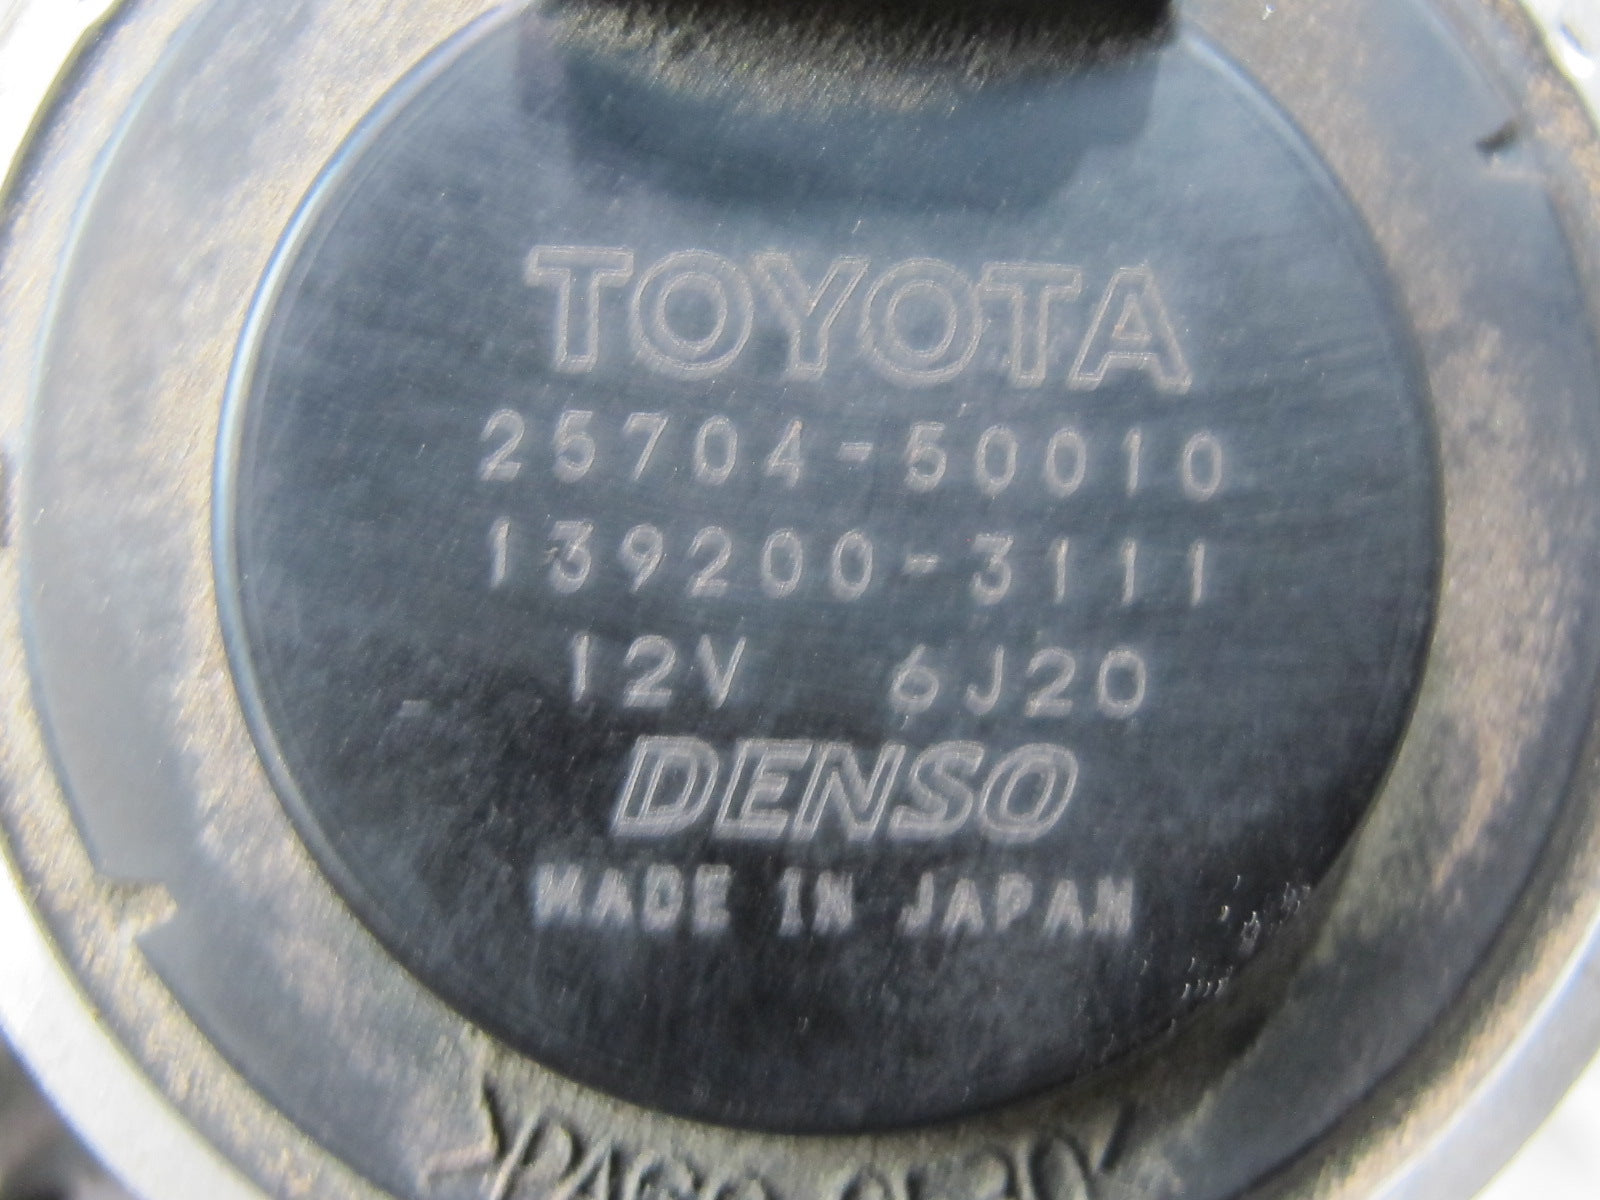 TOYOTA
25704-50010
139200-3111
12V 6J20
DENSO
MADE IN JAPAN